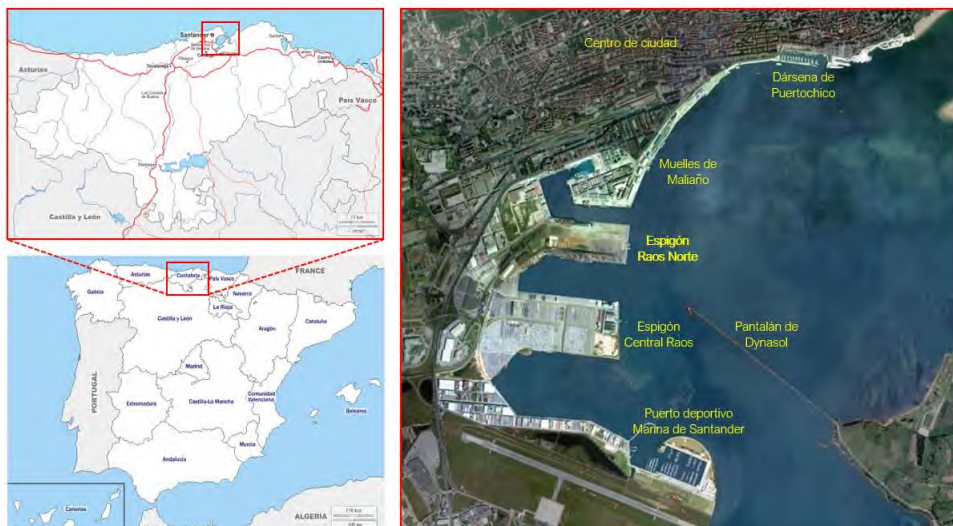 Santander
Asturias
País Vasco
Castilla y León
FRANCE
Asturias
Cantabria
País Vasco
Galicia
Navarra
La Rioja
Castilla y León
Aragón
Cataluña
Madrid
PORTUGAL
Extremadura
Castilla-La Mancha
Comunidad
Valenciana
Baleares
Murcia
Andalucía
Canarias
ALGERIA
Centro de ciudad
Dársena de
Puertochico
Muelles de
Maliaño
Espigón
Raos Norte
Espigón
Central Raos
Pantalán de
Dynasol
Puerto deportivo
Marina de Santander